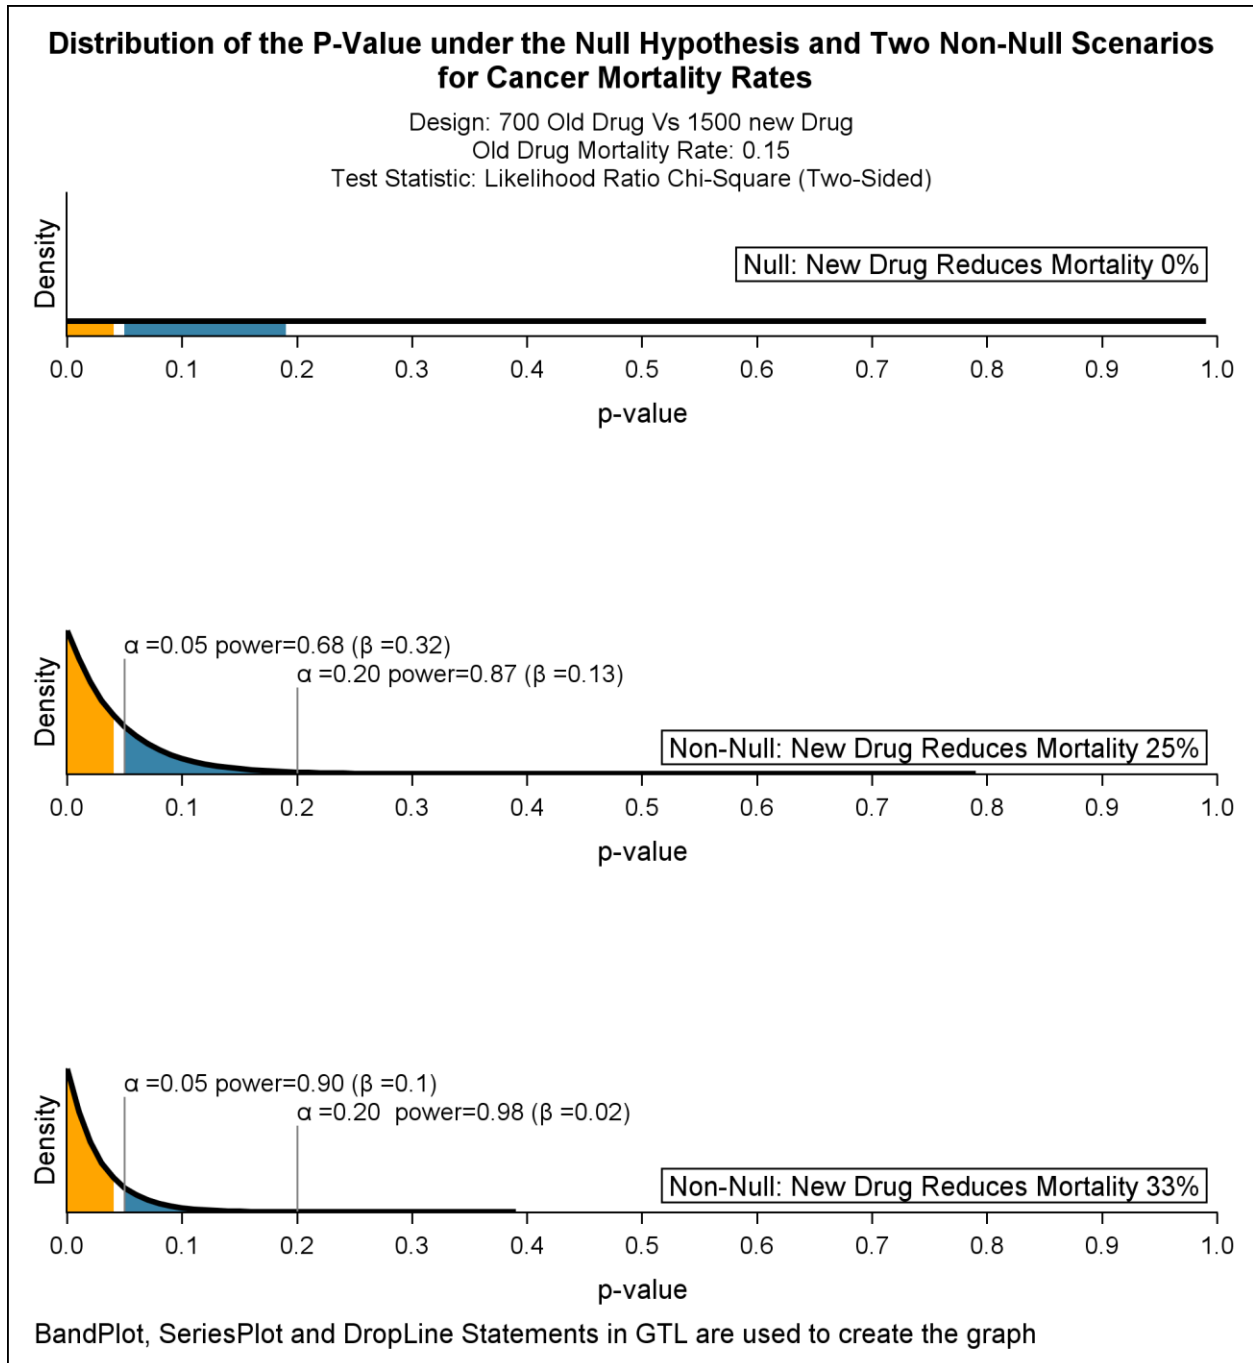 Distribution of the P-Value under the Null Hypothesis and Two Non-Null Scenarios
for Cancer Mortality Rates
Design: 700 Old Drug Vs 1500 new Drug
Old Drug Mortality Rate: 0.15
Test Statistic: Likelihood Ratio Chi-Square (Two-Sided)
Density
Null: New Drug Reduces Mortality 0%
0.0 0.1 0.2 0.3 0.4 0.5 0.6 0.7 0.8 0.9 1.0
p-value
Density
α =0.05 power=0.68 (β =0.32)
α =0.20 power=0.87 (β =0.13)
Non-Null: New Drug Reduces Mortality 25%
0.0 0.1 0.2 0.3 0.4 0.5 0.6 0.7 0.8 0.9 1.0
p-value
Density
α =0.05 power=0.90 (β =0.1)
α =0.20  power=0.98 (β =0.02)
Non-Null: New Drug Reduces Mortality 33%
0.0 0.1 0.2 0.3 0.4 0.5 0.6 0.7 0.8 0.9 1.0
p-value
BandPlot, SeriesPlot and DropLine Statements in GTL are used to create the graph